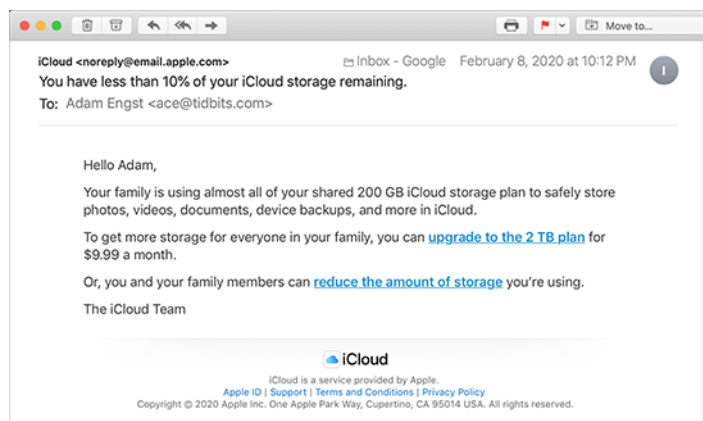 Move to...
iCloud <noreply@email.apple.com> Inbox - Google February 8, 2020 at 10:12 PM
I
You have less than 10% of your iCloud storage remaining.
To: Adam Engst <ace@tidbits.com>
Hello Adam,
Your family is using almost all of your shared 200 GB iCloud storage plan to safely store
photos, videos, documents, device backups, and more in iCloud.
To get more storage for everyone in your family, you can upgrade to the 2 TB plan for
$9.99 a month.
Or, you and your family members can reduce the amount of storage you're using.
The iCloud Team
iCloud
iCloud is a service provided by Apple.
Apple ID | Support | Terms and Conditions | Privacy Policy
Copyright © 2020 Apple Inc. One Apple Park Way, Cupertino, CA 95014 USA. All rights reserved.